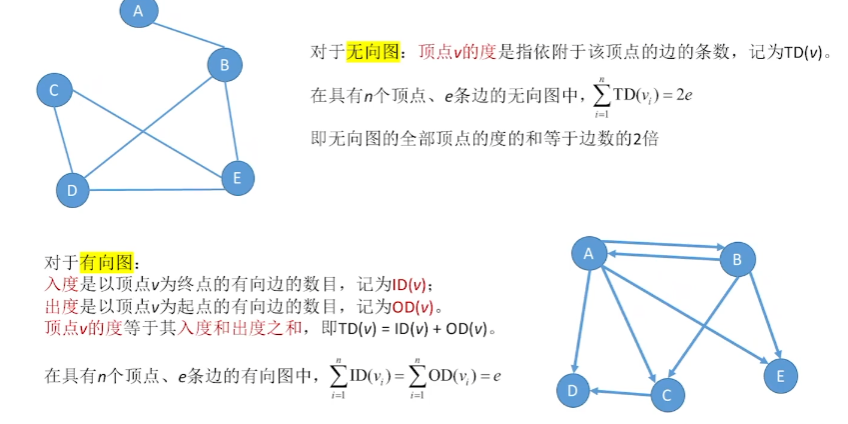 A
B
C
D
E
对于无向图：顶点v的度是指依附于该顶点的边的条数，记为TD(v)。
在具有n个顶点、e条边的无向图中，$\sum_{i=1}^{n} \mathrm{TD}(v_i) = 2e$
即无向图的全部顶点的度的和等于边数的2倍
对于有向图：
入度是以顶点v为终点的有向边的数目，记为ID(v)；
出度是以顶点v为起点的有向边的数目，记为OD(v)。
顶点v的度等于其入度和出度之和，即TD(v) = ID(v) + OD(v)。
在具有n个顶点、e条边的有向图中，$\sum_{i=1}^{n} \mathrm{ID}(v_i) = \sum_{i=1}^{n} \mathrm{OD}(v_i) = e$
A
B
E
D
C